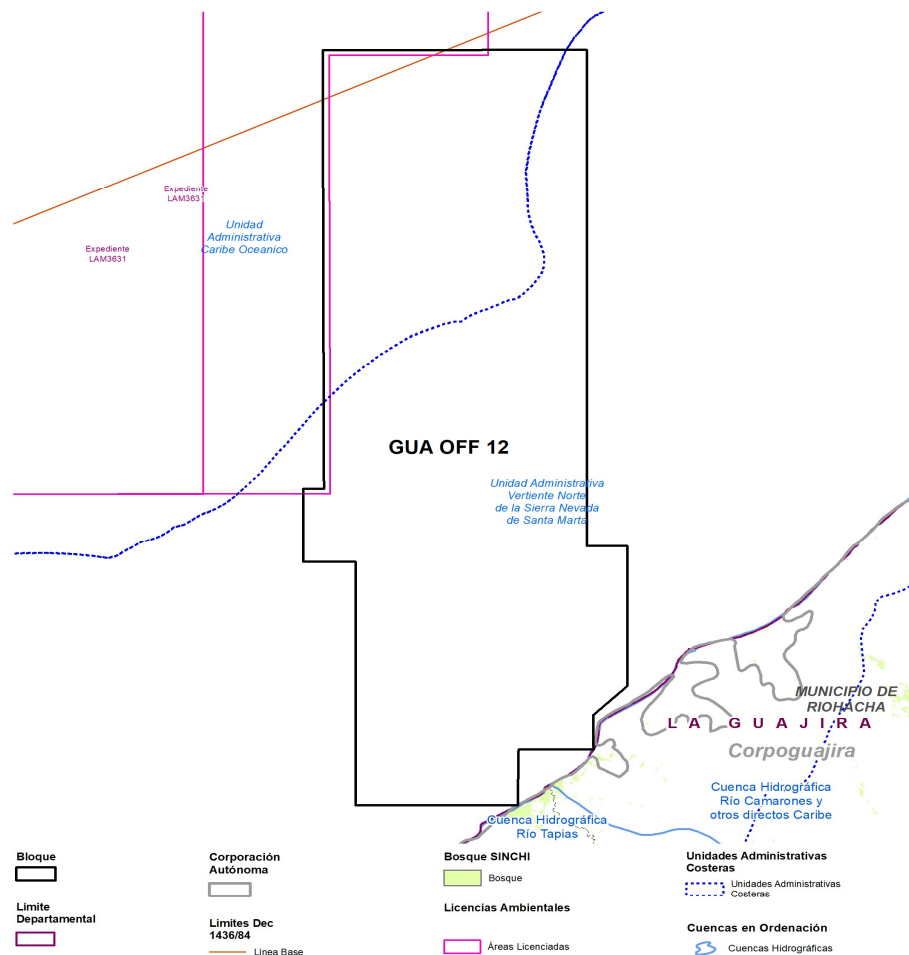 Expediente
LAM3631
Unidad
Administrativa
Caribe Oceanico
Expediente
LAM3631
GUA OFF 12
Unidad Administrativa
Vertiente Norte
de la Sierra Nevada
de Santa Marta
MUNICIPIO DE
RIOHACHA
LA GUAJIRA
Corpoguajira
Cuenca Hidrográfica
Río Camarones y
otros directos Caribe
Cuenca Hidrográfica
Río Tapias
Bloque
Límite
Departamental
Corporación
Autónoma
Limites Dec
1436/84
Línea Base
Bosque SINCHI
Bosque
Licencias Ambientales
Áreas Licenciadas
Unidades Administrativas
Costeras
Unidades Administrativas
Costeras
Cuencas en Ordenación
Cuencas Hidrográficas